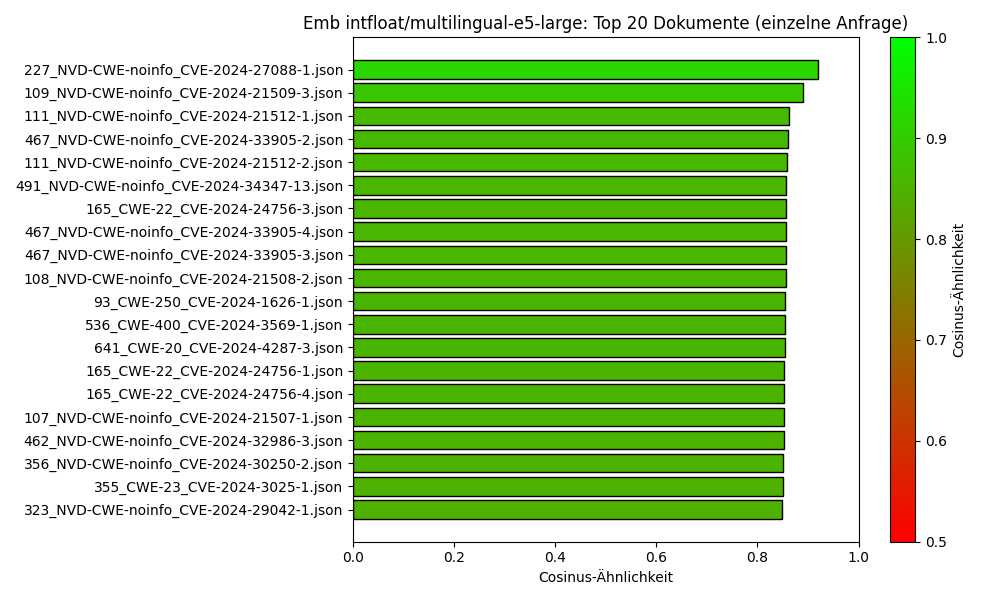 Emb intfloat/multilingual-e5-large: Top 20 Dokumente (einzelne Anfrage)
227_NVD-CWE-noinfo_CVE-2024-27088-1.json
109_NVD-CWE-noinfo_CVE-2024-21509-3.json
111_NVD-CWE-noinfo_CVE-2024-21512-1.json
467_NVD-CWE-noinfo_CVE-2024-33905-2.json
111_NVD-CWE-noinfo_CVE-2024-21512-2.json
491_NVD-CWE-noinfo_CVE-2024-34347-13.json
165_CWE-22_CVE-2024-24756-3.json
467_NVD-CWE-noinfo_CVE-2024-33905-4.json
467_NVD-CWE-noinfo_CVE-2024-33905-3.json
108_NVD-CWE-noinfo_CVE-2024-21508-2.json
93_CWE-250_CVE-2024-1626-1.json
536_CWE-400_CVE-2024-3569-1.json
641_CWE-20_CVE-2024-4287-3.json
165_CWE-22_CVE-2024-24756-1.json
165_CWE-22_CVE-2024-24756-4.json
107_NVD-CWE-noinfo_CVE-2024-21507-1.json
462_NVD-CWE-noinfo_CVE-2024-32986-3.json
356_NVD-CWE-noinfo_CVE-2024-30250-2.json
355_CWE-23_CVE-2024-3025-1.json
323_NVD-CWE-noinfo_CVE-2024-29042-1.json
0.0 0.2 0.4 0.6 0.8 1.0
Cosinus-Ähnlichkeit
1.0
0.9
0.8
0.7
0.6
0.5
Cosinus-Ähnlichkeit